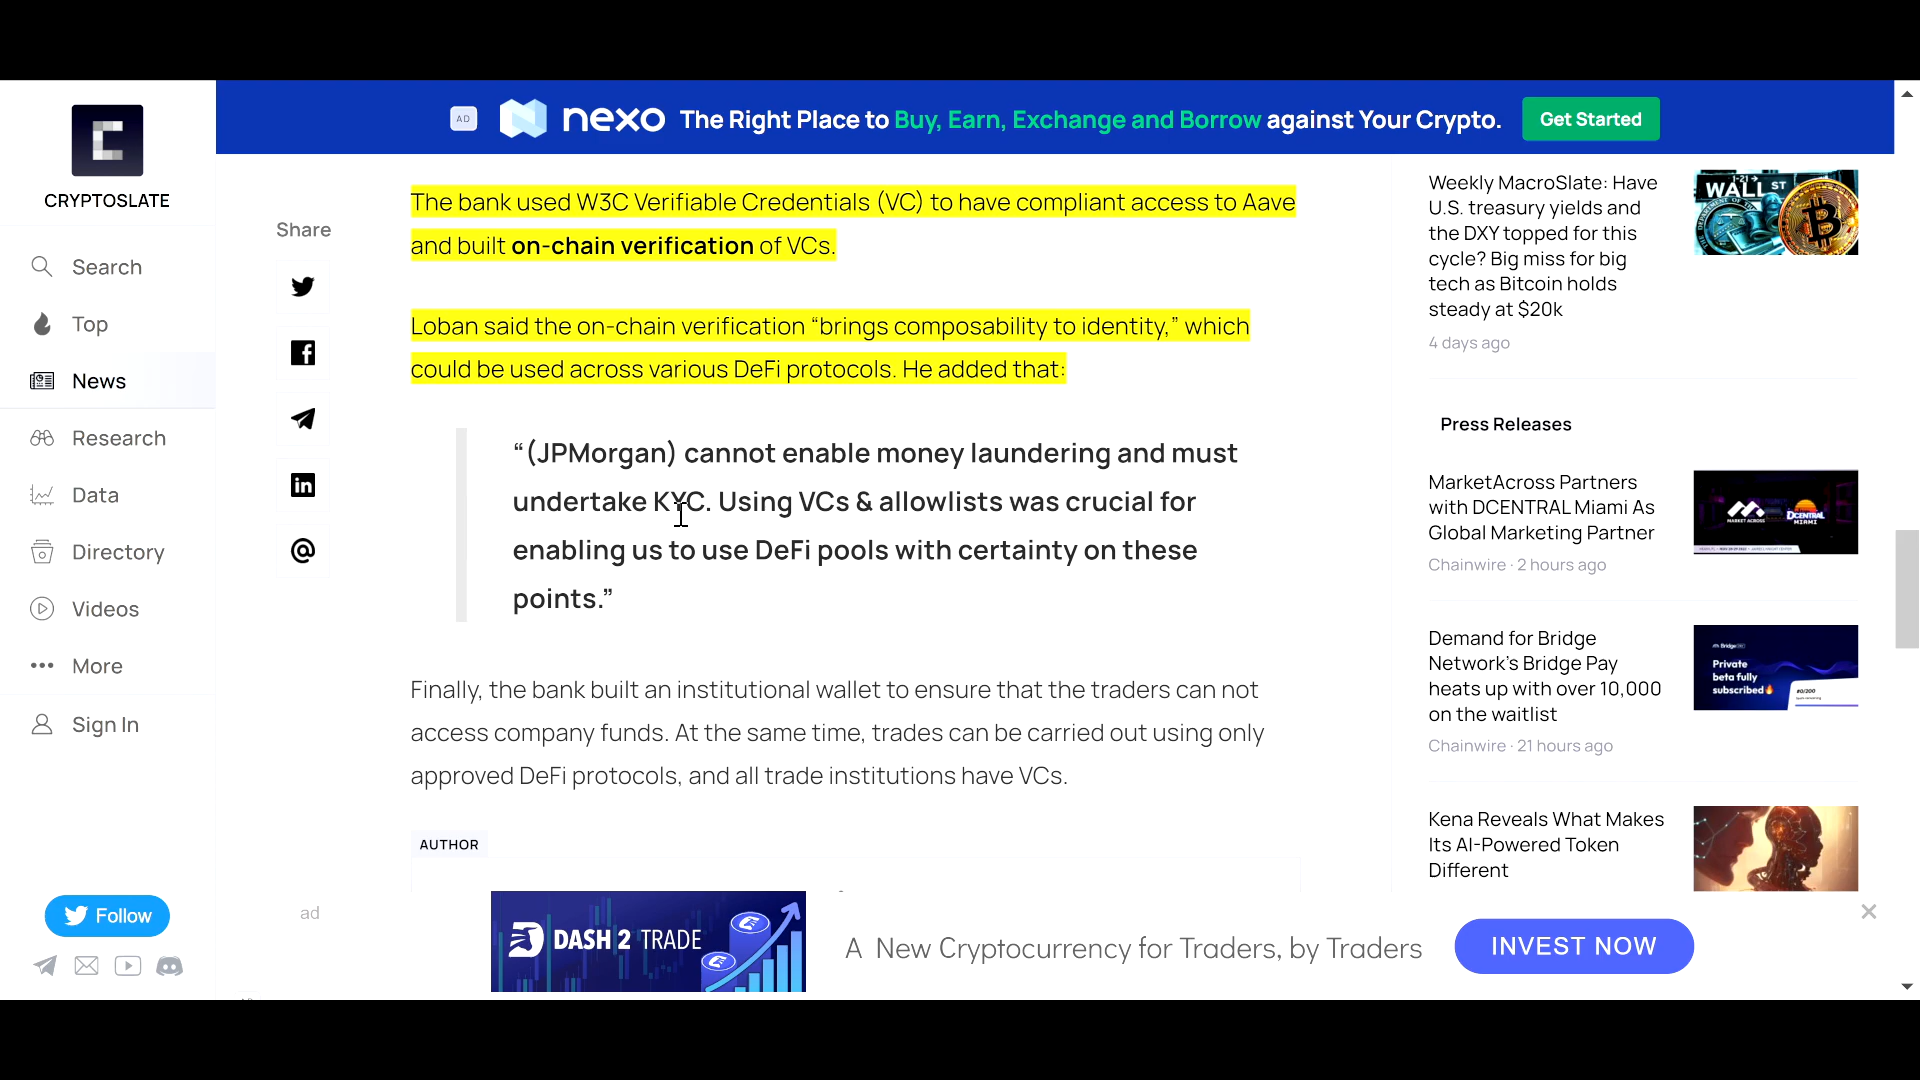 AD
nexo The Right Place to Buy, Earn, Exchange and Borrow against Your Crypto.
Get Started
CRYPTOSLATE
Search
Top
News
Research
Data
Directory
Videos
More
Sign In
Follow
Share
The bank used W3C Verifiable Credentials (VC) to have compliant access to Aave
and built on-chain verification of VCs.
Loban said the on-chain verification “brings composability to identity,” which
could be used across various DeFi protocols. He added that:
“(JPMorgan) cannot enable money laundering and must
undertake KYC. Using VCs & allowlists was crucial for
enabling us to use DeFi pools with certainty on these
points.”
Finally, the bank built an institutional wallet to ensure that the traders can not
access company funds. At the same time, trades can be carried out using only
approved DeFi protocols, and all trade institutions have VCs.
AUTHOR
Weekly MacroSlate: Have
U.S. treasury yields and
the DXY topped for this
cycle? Big miss for big
tech as Bitcoin holds
steady at $20k
4 days ago
1-21
WALL ST
Press Releases
MarketAcross Partners
with DCENTRAL Miami As
Global Marketing Partner
Chainwire · 2 hours ago
MARKET ACROSS
DCENTRAL
MIAMI
Demand for Bridge
Network's Bridge Pay
heats up with over 10,000
on the waitlist
Chainwire · 21 hours ago
Private
beta fully
subscribed
Kena Reveals What Makes
Its AI-Powered Token
Different
ad
DASH 2 TRADE
A New Cryptocurrency for Traders, by Traders
INVEST NOW